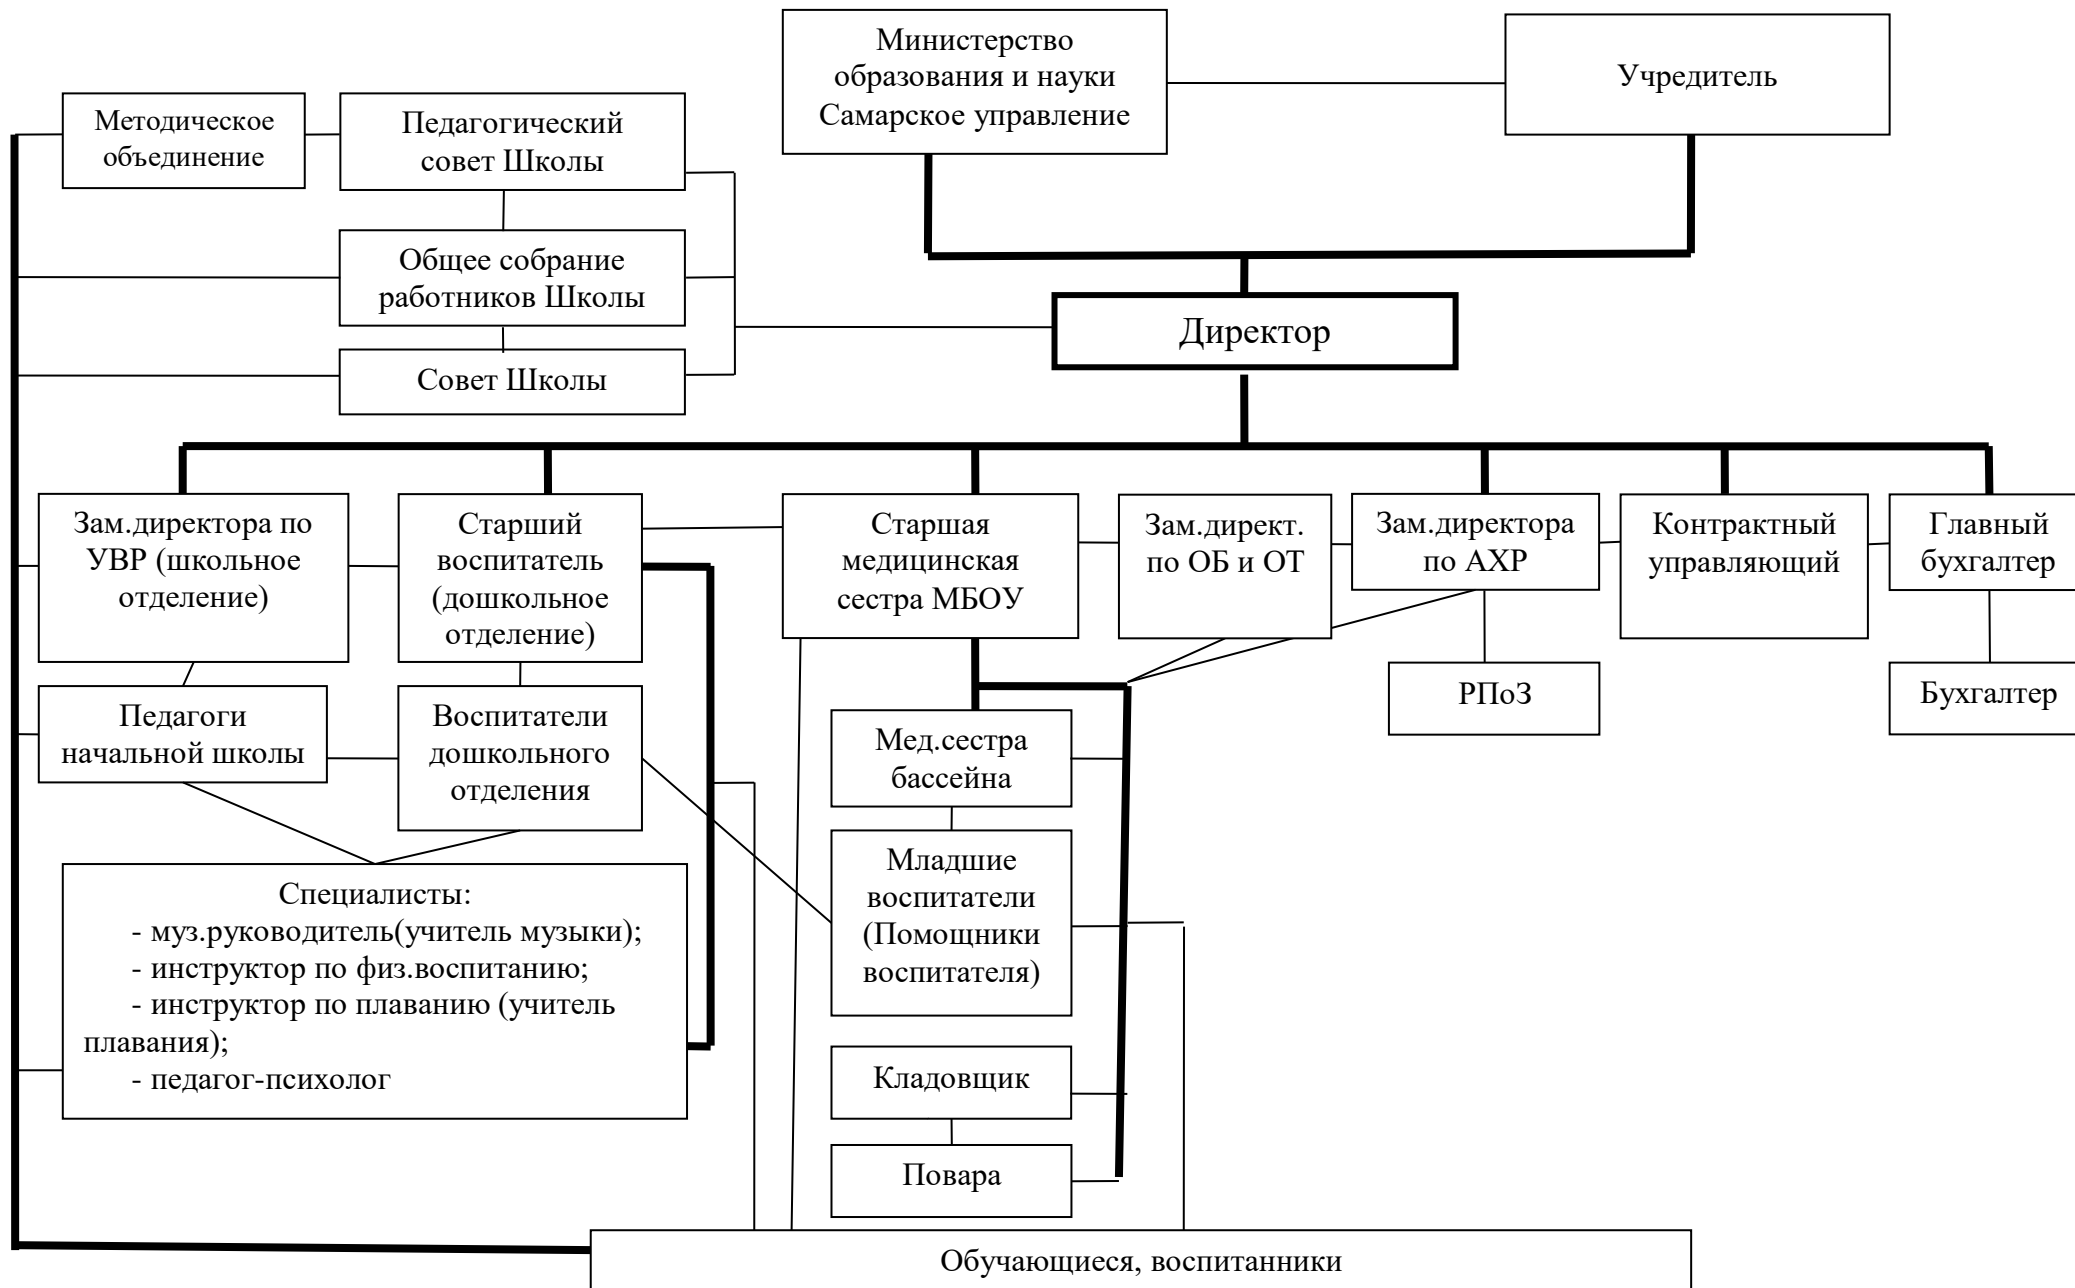 Министерство
образования и науки
Самарское управление
Учредитель
Методическое
объединение
Педагогический
совет Школы
Общее собрание
работников Школы
Директор
Совет Школы
Зам.директора по
УВР (школьное
отделение)
Старший
воспитатель
(дошкольное
отделение)
Старшая
медицинская
сестра МБОУ
Зам.директ.
по ОБ и ОТ
Зам.директора
по АХР
Контрактный
управляющий
Главный
бухгалтер
Педагоги
начальной школы
Воспитатели
дошкольного
отделения
Мед.сестра
бассейна
РПоЗ
Бухгалтер
Младшие
воспитатели
(Помощники
воспитателя)
Специалисты:
- муз.руководитель(учитель музыки);
- инструктор по физ.воспитанию;
- инструктор по плаванию (учитель
плавания);
- педагог-психолог
Кладовщик
Повара
Обучающиеся, воспитанники